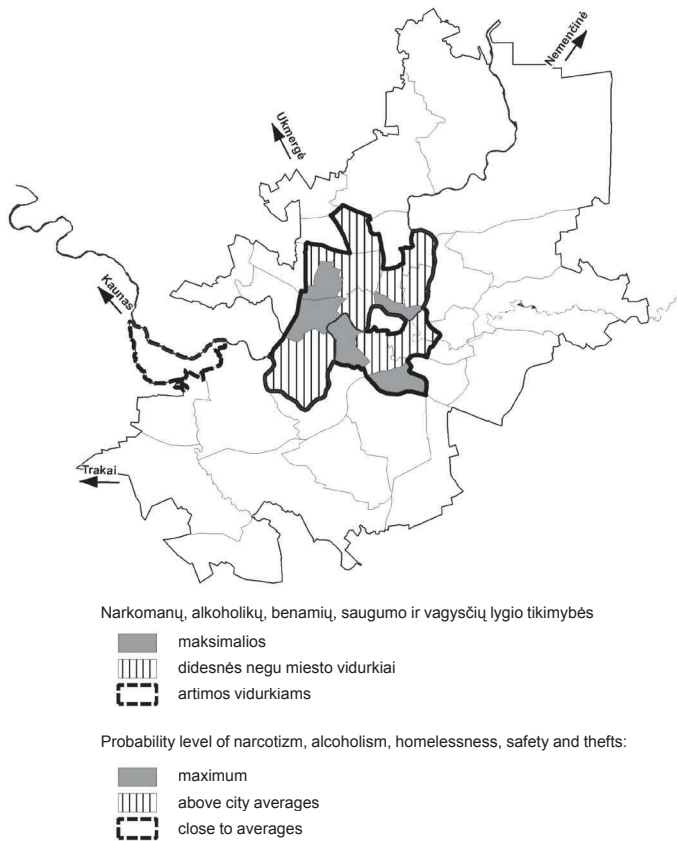 Nemenčinė
Ukmergė
Kaunas
Trakai
Narkomanų, alkoholikų, benamių, saugumo ir vagysčių lygio tikimybės
maksimalios
didesnės negu miesto vidurkiai
artimos vidurkiams
Probability level of narcotizm, alcoholism, homelessness, safety and thefts:
maximum
above city averages
close to averages